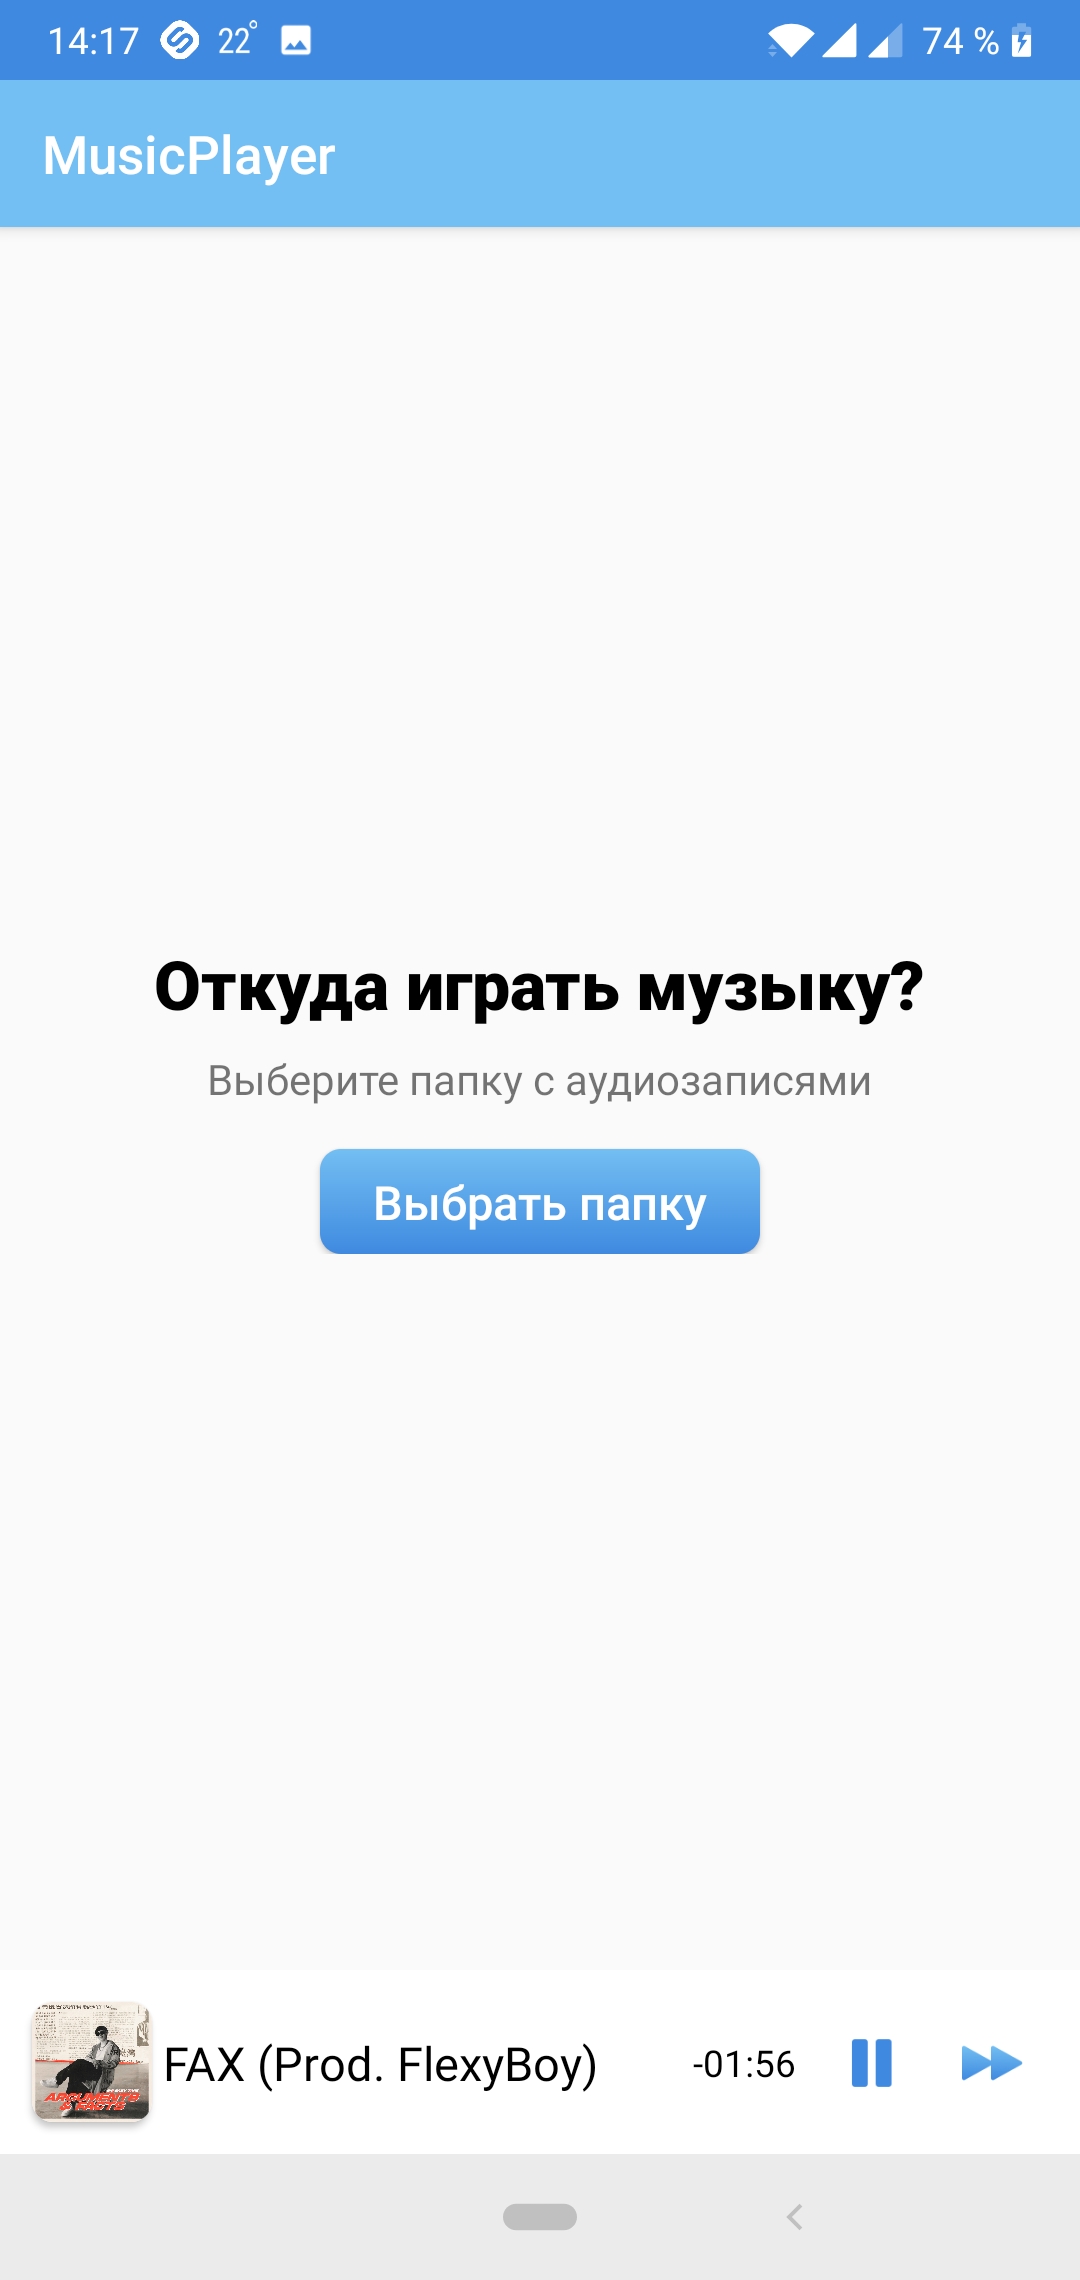 14:17 22° 74 %
MusicPlayer
Откуда играть музыку?
Выберите папку с аудиозаписями
Выбрать папку
ARGUMENTS
& FACTS
FAX (Prod. FlexyBoy) -01:56